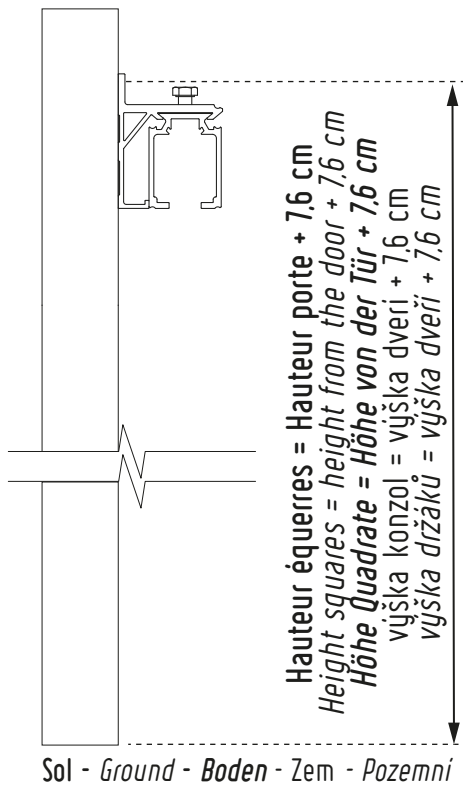 Hauteur équerres = Hauteur porte + 7,6 cm
Height squares = height from the door + 7,6 cm
Höhe Quadrate = Höhe von der Tür + 7,6 cm
výška konzol = výška dveri + 7,6 cm
výška držáků = výška dveří + 7,6 cm
Sol - Ground - Boden - Zem - Pozemní